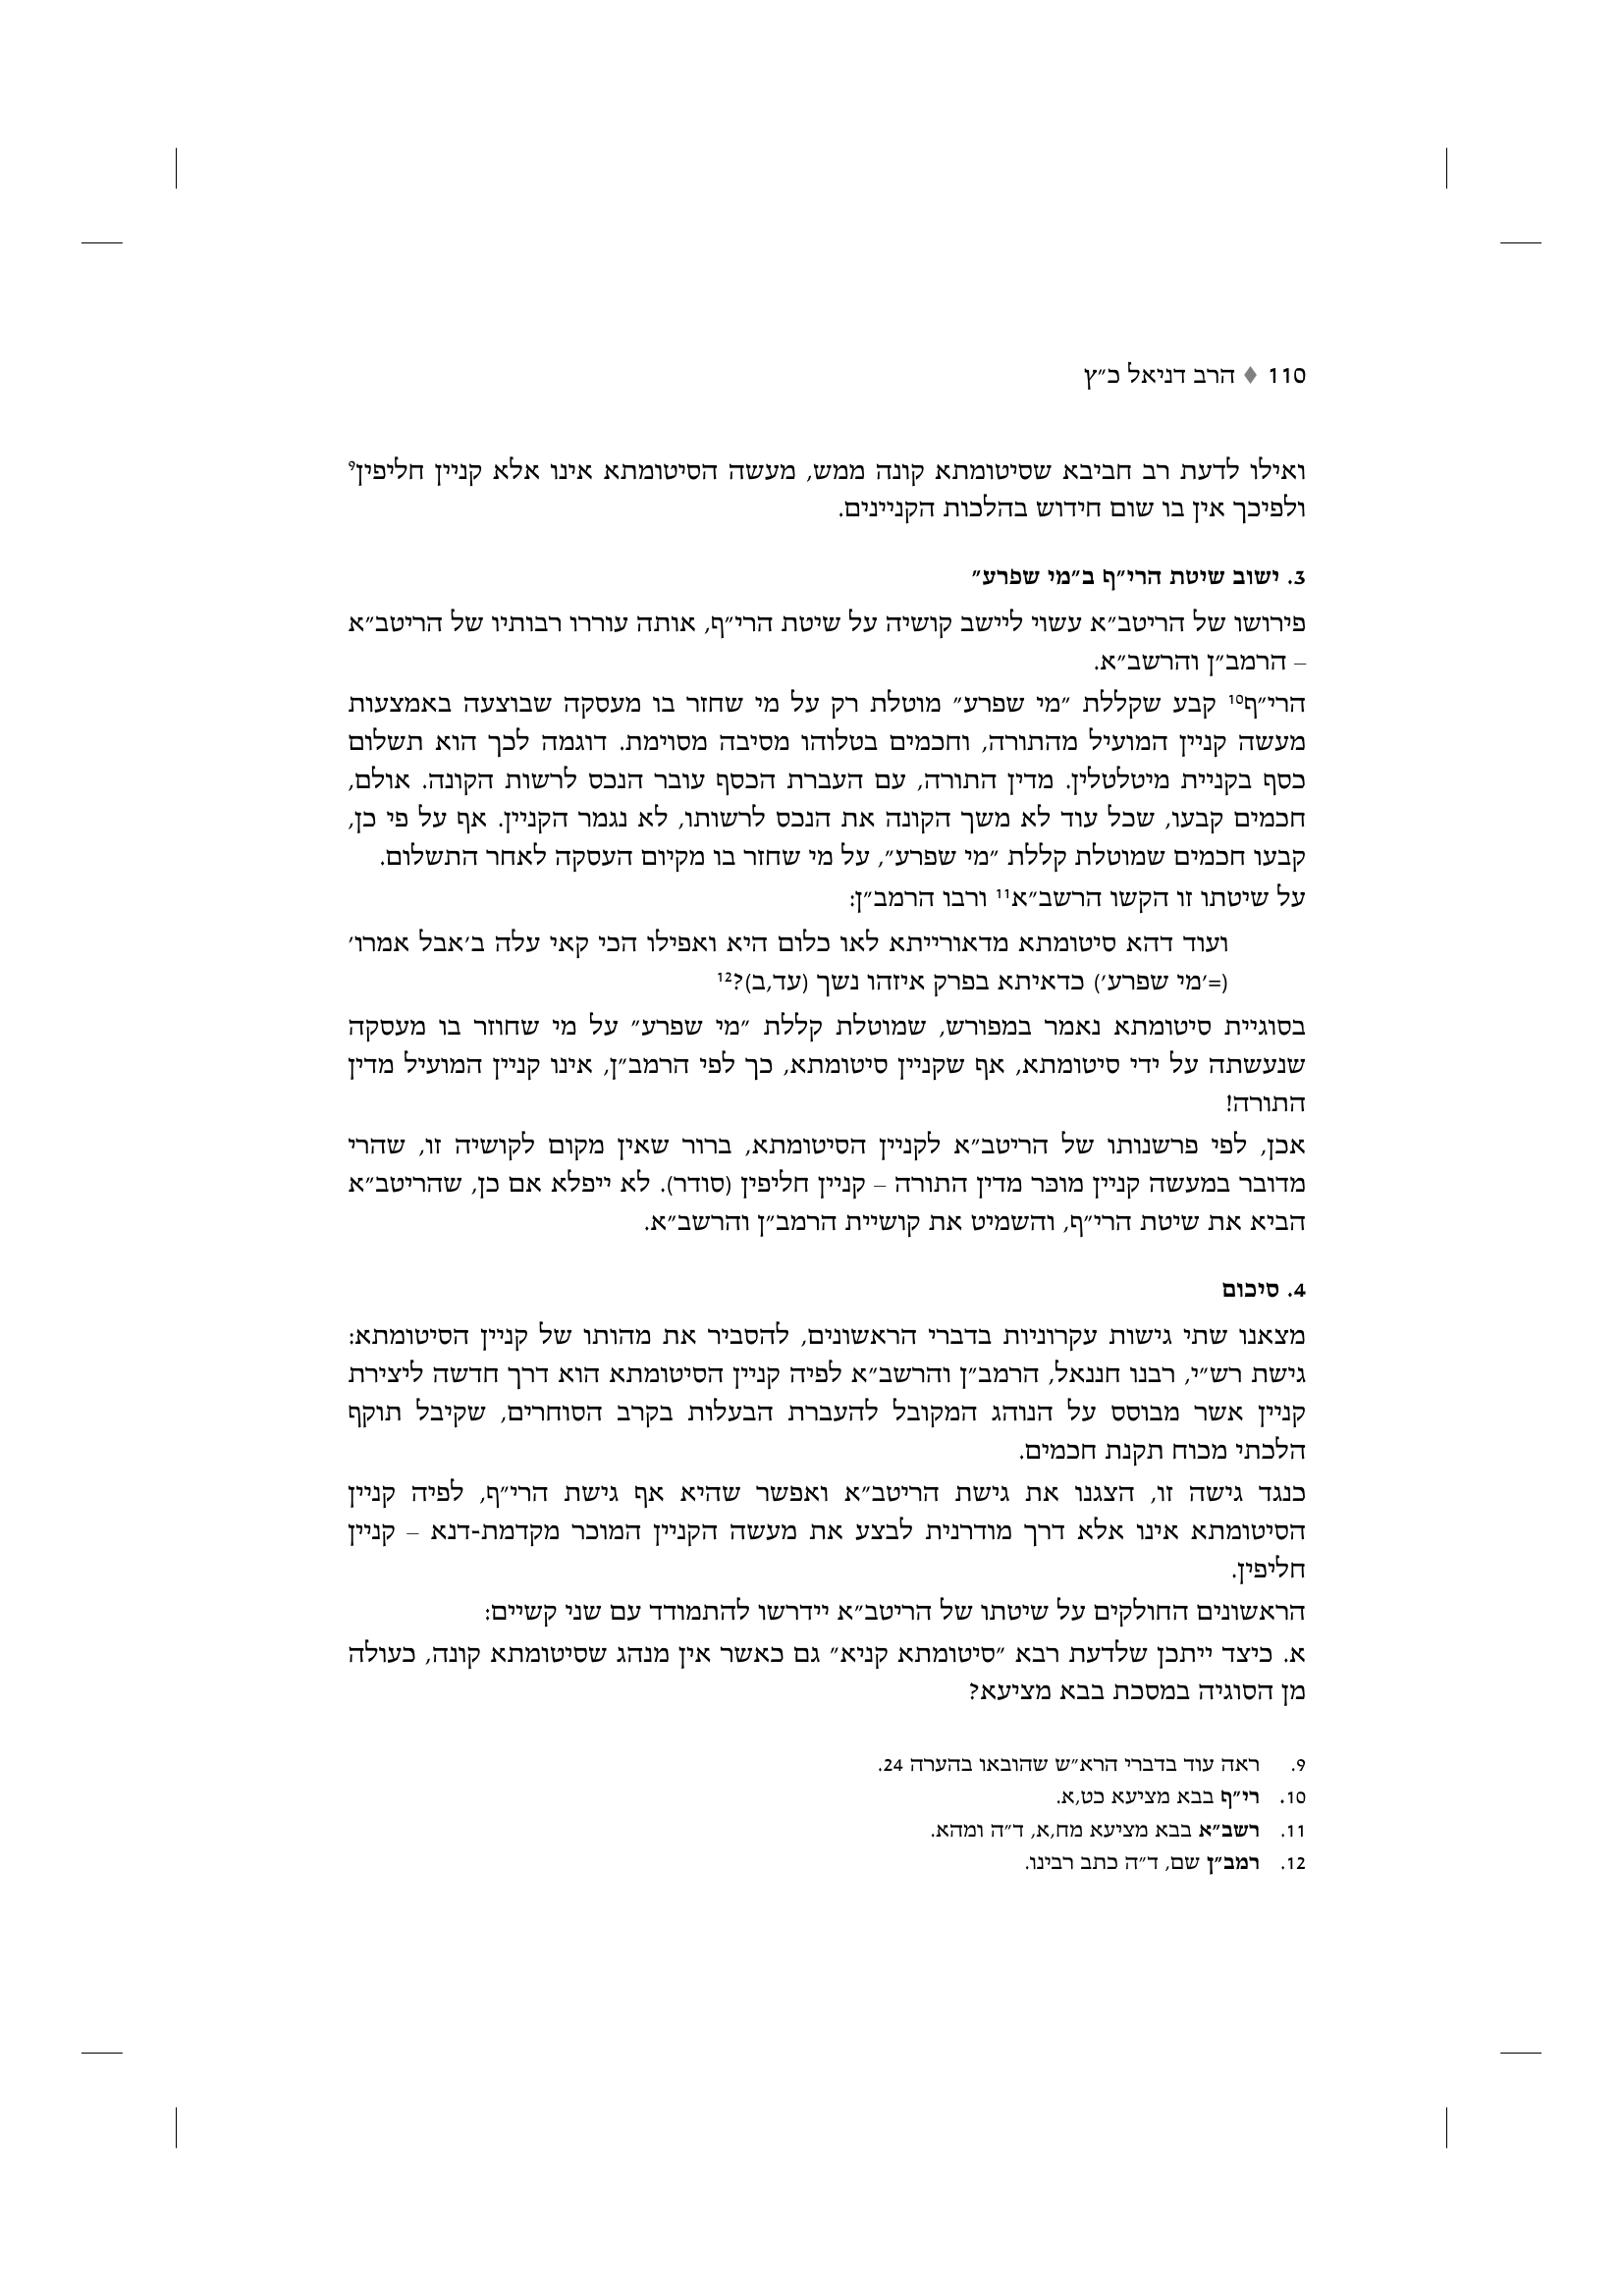 110 ♦ הרב דניאל כ״ץ
ואילו לדעת רב חביבא שסיטומתא קונה ממש, מעשה הסיטומתא אינו אלא קניין חליפין⁹
ולפיכך אין בו שום חידוש בהלכות הקניינים.
3. ישוב שיטת הרי״ף ב״מי שפרע״
פירושו של הריטב״א עשוי ליישב קושיה על שיטת הרי״ף, אותה עוררו רבותיו של הריטב״א
– הרמב״ן והרשב״א.
הרי״ף¹⁰ קבע שקללת ״מי שפרע״ מוטלת רק על מי שחזר בו מעסקה שבוצעה באמצעות
מעשה קניין המועיל מהתורה, וחכמים בטלוהו מסיבה מסוימת. דוגמה לכך הוא תשלום
כסף בקניית מיטלטלין. מדין התורה, עם העברת הכסף עובר הנכס לרשות הקונה. אולם,
חכמים קבעו, שכל עוד לא משך הקונה את הנכס לרשותו, לא נגמר הקניין. אף על פי כן,
קבעו חכמים שמוטלת קללת ״מי שפרע״, על מי שחזר בו מקיום העסקה לאחר התשלום.
על שיטתו זו הקשו הרשב״א¹¹ ורבו הרמב״ן:
ועוד דהא סיטומתא מדאורייתא לאו כלום היא ואפילו הכי קאי עלה ב׳אבל אמרו׳
(=׳מי שפרע׳) כדאיתא בפרק איזהו נשך (עד,ב)?¹²
בסוגיית סיטומתא נאמר במפורש, שמוטלת קללת ״מי שפרע״ על מי שחוזר בו מעסקה
שנעשתה על ידי סיטומתא, אף שקניין סיטומתא, כך לפי הרמב״ן, אינו קניין המועיל מדין
התורה!
אכן, לפי פרשנותו של הריטב״א לקניין הסיטומתא, ברור שאין מקום לקושיה זו, שהרי
מדובר במעשה קניין מוכּר מדין התורה – קניין חליפין (סודר). לא ייפלא אם כן, שהריטב״א
הביא את שיטת הרי״ף, והשמיט את קושיית הרמב״ן והרשב״א.
4. סיכום
מצאנו שתי גישות עקרוניות בדברי הראשונים, להסביר את מהותו של קניין הסיטומתא:
גישת רש״י, רבנו חננאל, הרמב״ן והרשב״א לפיה קניין הסיטומתא הוא דרך חדשה ליצירת
קניין אשר מבוסס על הנוהג המקובל להעברת הבעלות בקרב הסוחרים, שקיבל תוקף
הלכתי מכוח תקנת חכמים.
כנגד גישה זו, הצגנו את גישת הריטב״א ואפשר שהיא אף גישת הרי״ף, לפיה קניין
הסיטומתא אינו אלא דרך מודרנית לבצע את מעשה הקניין המוכר מקדמת-דנא – קניין
חליפין.
הראשונים החולקים על שיטתו של הריטב״א יידרשו להתמודד עם שני קשיים:
א. כיצד ייתכן שלדעת רבא ״סיטומתא קניא״ גם כאשר אין מנהג שסיטומתא קונה, כעולה
מן הסוגיה במסכת בבא מציעא?
9. ראה עוד בדברי הרא״ש שהובאו בהערה 24.
10. רי״ף בבא מציעא כט,א.
11. רשב״א בבא מציעא מח,א, ד״ה ומהא.
12. רמב״ן שם, ד״ה כתב רבינו.